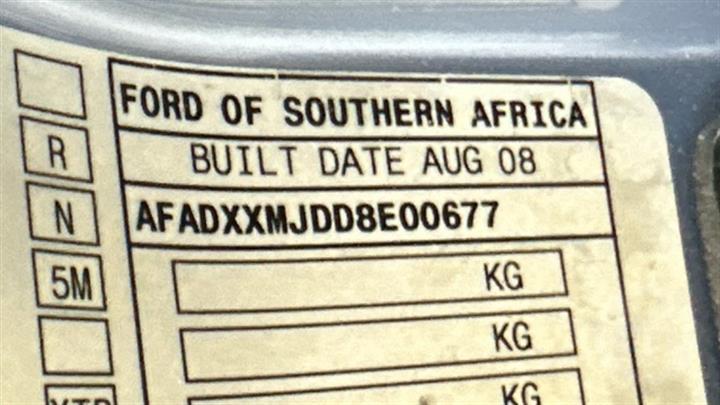 FORD OF SOUTHERN AFRICA
R
BUILT DATE AUG 08
N
AFADXXMJDD8E00677
5M
KG
KG
KG